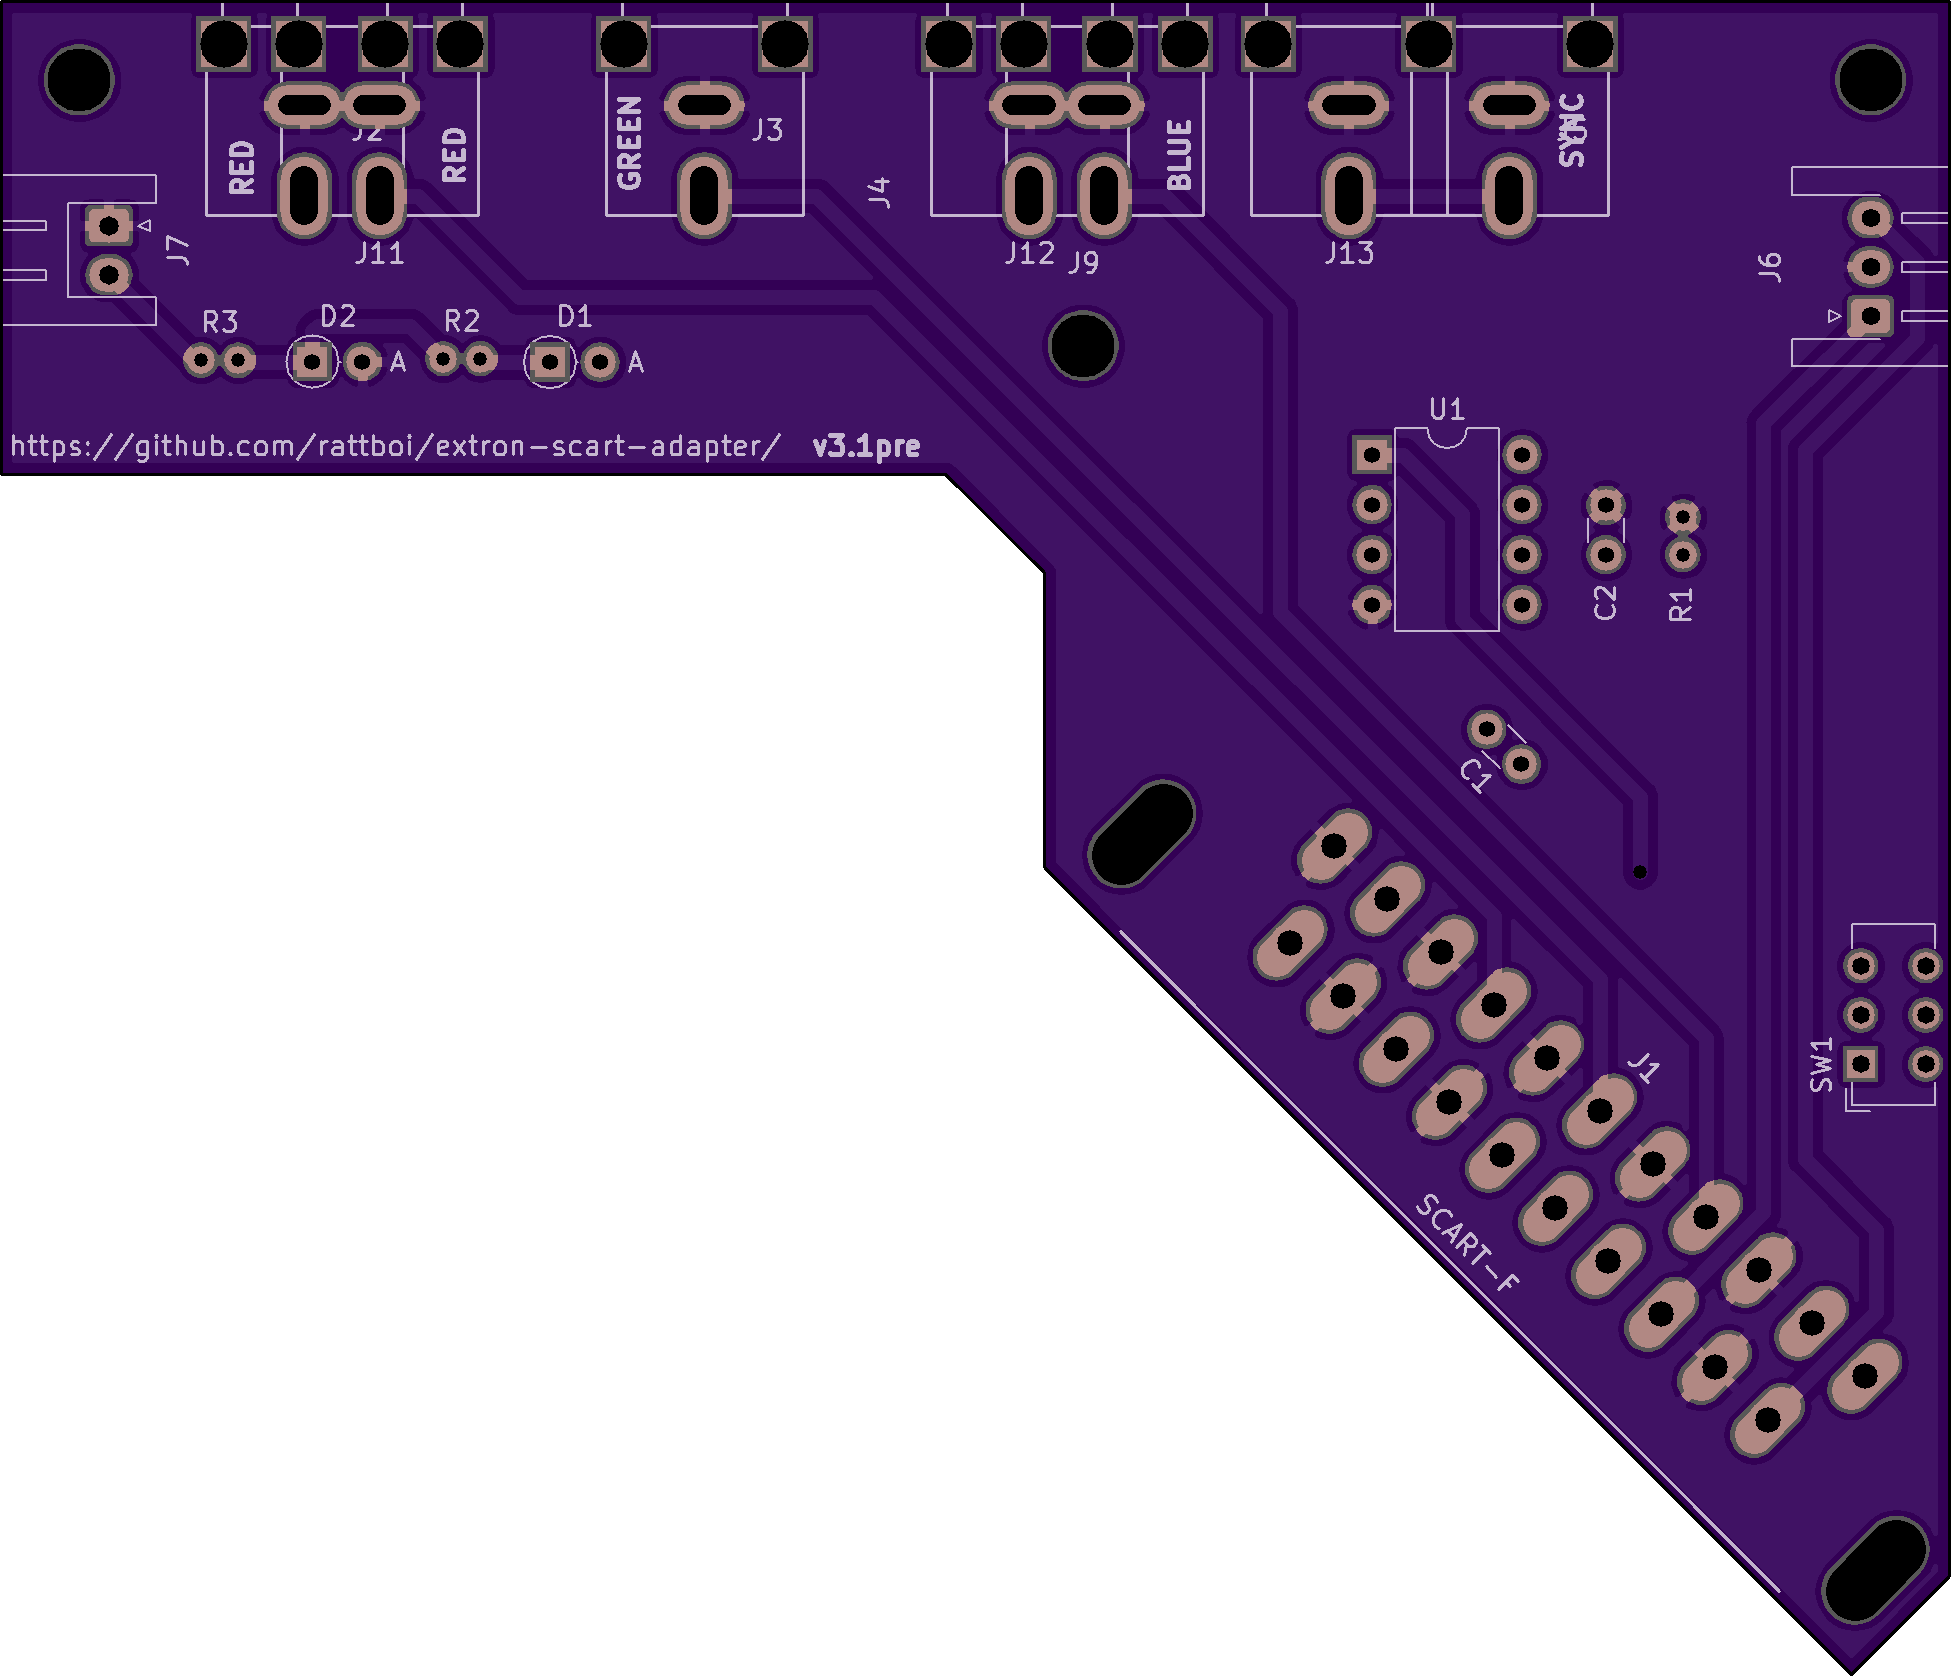 RED
J2
RED
GREEN
J3
J4
BLUE
SYNC
J7
J11
J12
J9
J13
J6
R3
D2
A
R2
D1
A
U1
https://github.com/rattboi/extron-scart-adapter/ v3.1pre
C2
R1
C1
J1
SW1
SCART-F